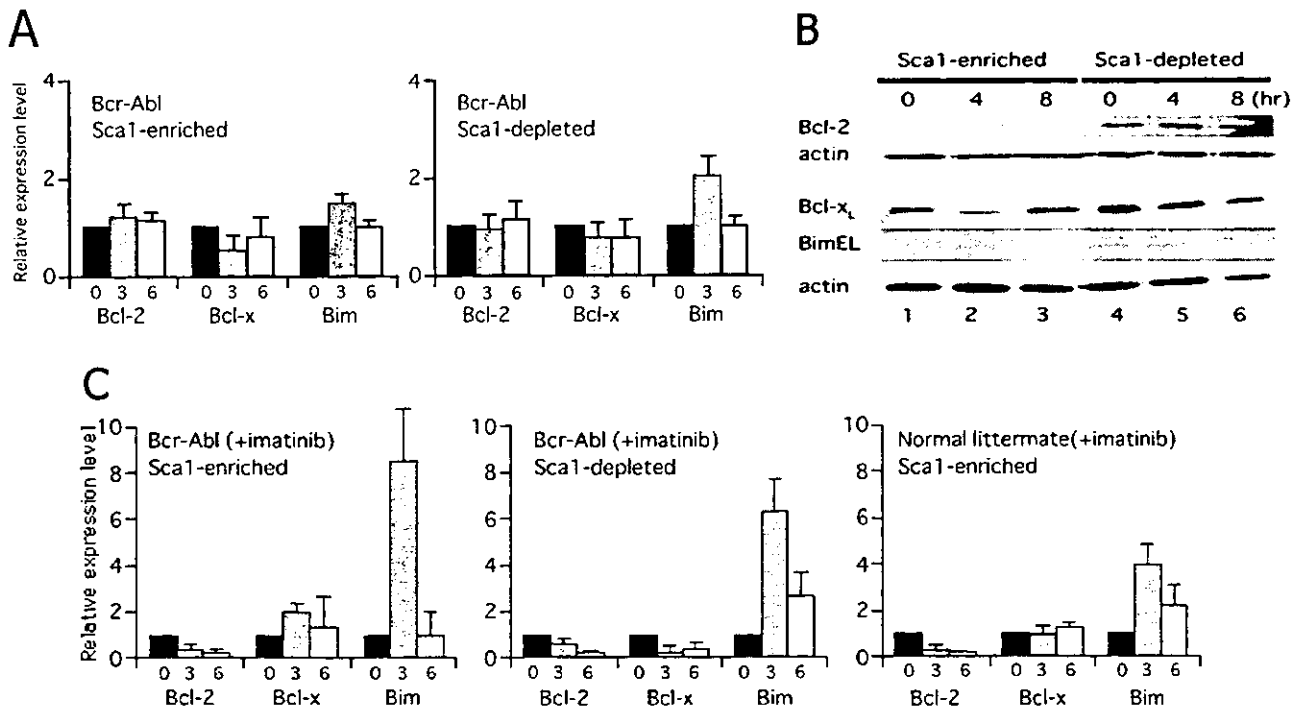 A
Relative expression level
4
2
0
Bcr-Abl
Sca1-enriched
0 3 6 0 3 6 0 3 6
Bcl-2 Bcl-x Bim
4
2
0
Bcr-Abl
Sca1-depleted
0 3 6 0 3 6 0 3 6
Bcl-2 Bcl-x Bim
B
Sca1-enriched Sca1-depleted
0 4 8 0 4 8 (hr)
Bcl-2
actin
Bcl-xL
BimEL
actin
1 2 3 4 5 6
C
Relative expression level
10
8
6
4
2
0
Bcr-Abl (+imatinib)
Sca1-enriched
0 3 6 0 3 6 0 3 6
Bcl-2 Bcl-x Bim
10
8
6
4
2
0
Bcr-Abl (+imatinib)
Sca1-depleted
0 3 6 0 3 6 0 3 6
Bcl-2 Bcl-x Bim
10
8
6
4
2
0
Normal littermate(+imatinib)
Sca1-enriched
0 3 6 0 3 6 0 3 6
Bcl-2 Bcl-x Bim